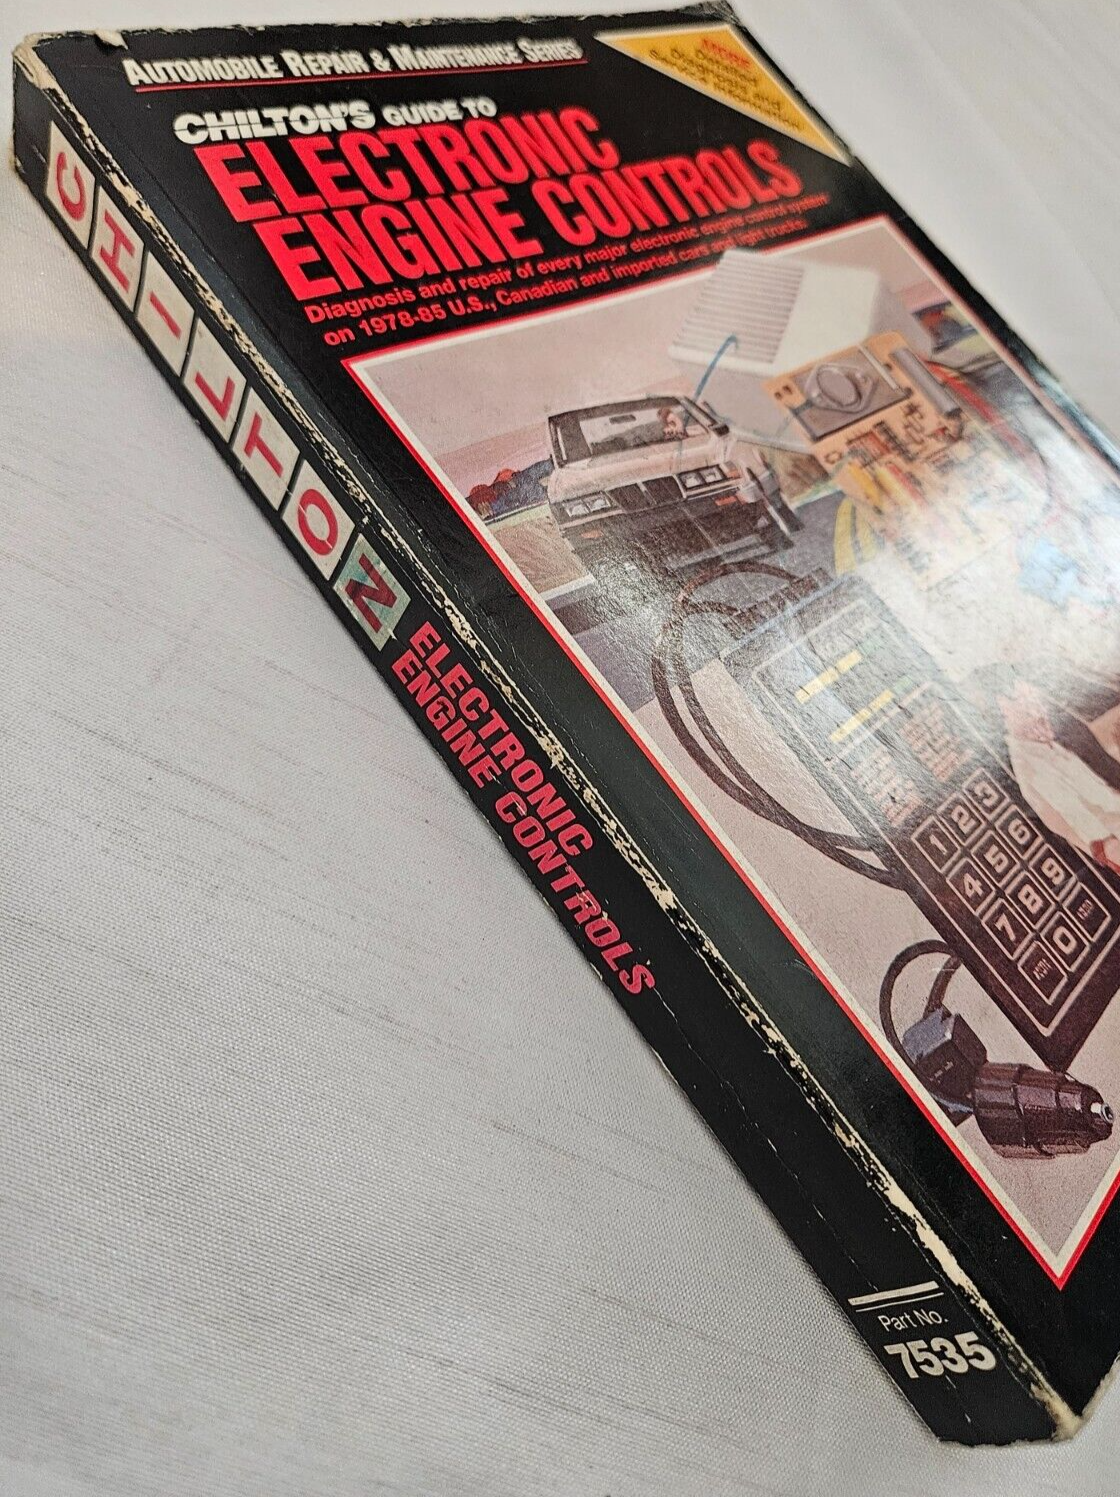 AUTOMOBILE REPAIR & MAINTENANCE SERIES
CHILTON'S GUIDE TO
ELECTRONIC
ENGINE CONTROLS
Diagnosis and repair of every major electronic engine control system
on 1978-85 U.S., Canadian and imported cars and light trucks.
MORE
CHILTON
ELECTRONIC
ENGINE CONTROLS
1 2 3
4 5 6
7 8 9
0
Part No.
7535